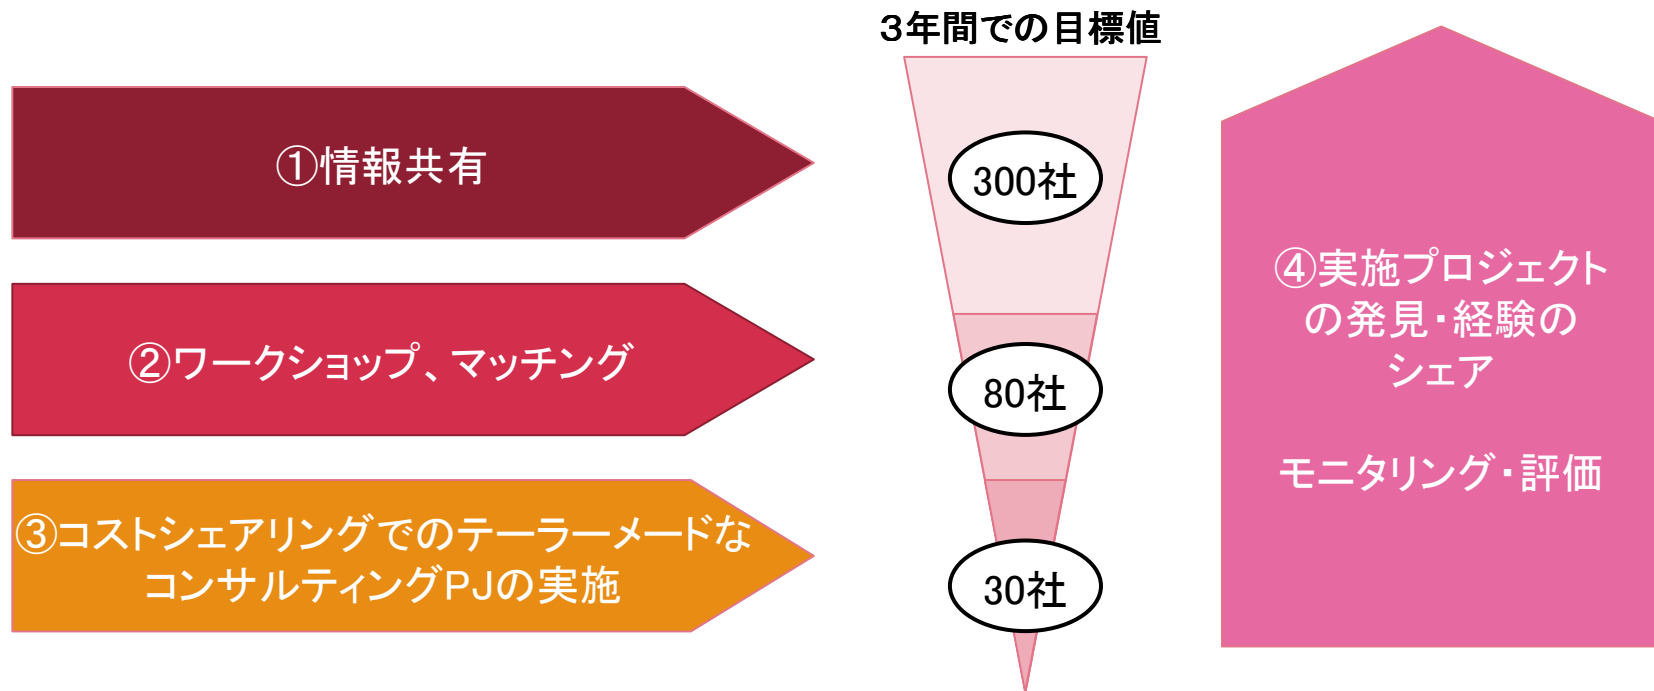 ３年間での目標値
①情報共有
300社
②ワークショップ、マッチング
80社
③コストシェアリングでのテーラーメードな
コンサルティングPJの実施
30社
④実施プロジェクト
の発見・経験の
シェア
モニタリング・評価